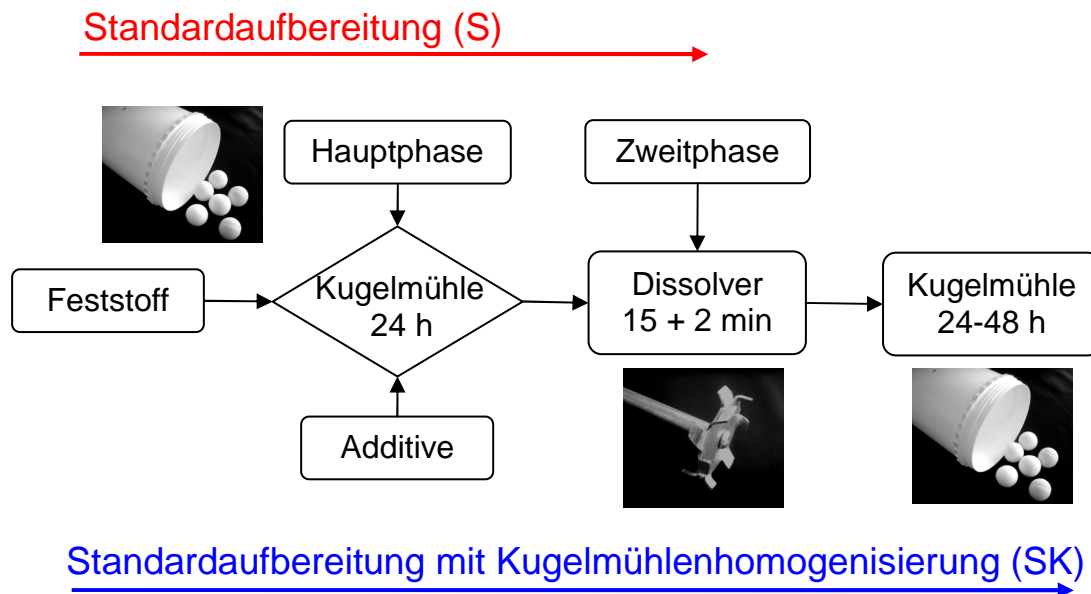 Standardaufbereitung (S)
Hauptphase
Zweitphase
Feststoff
Kugelmühle
24 h
Dissolver
15 + 2 min
Kugelmühle
24-48 h
Additive
Standardaufbereitung mit Kugelmühlenhomogenisierung (SK)